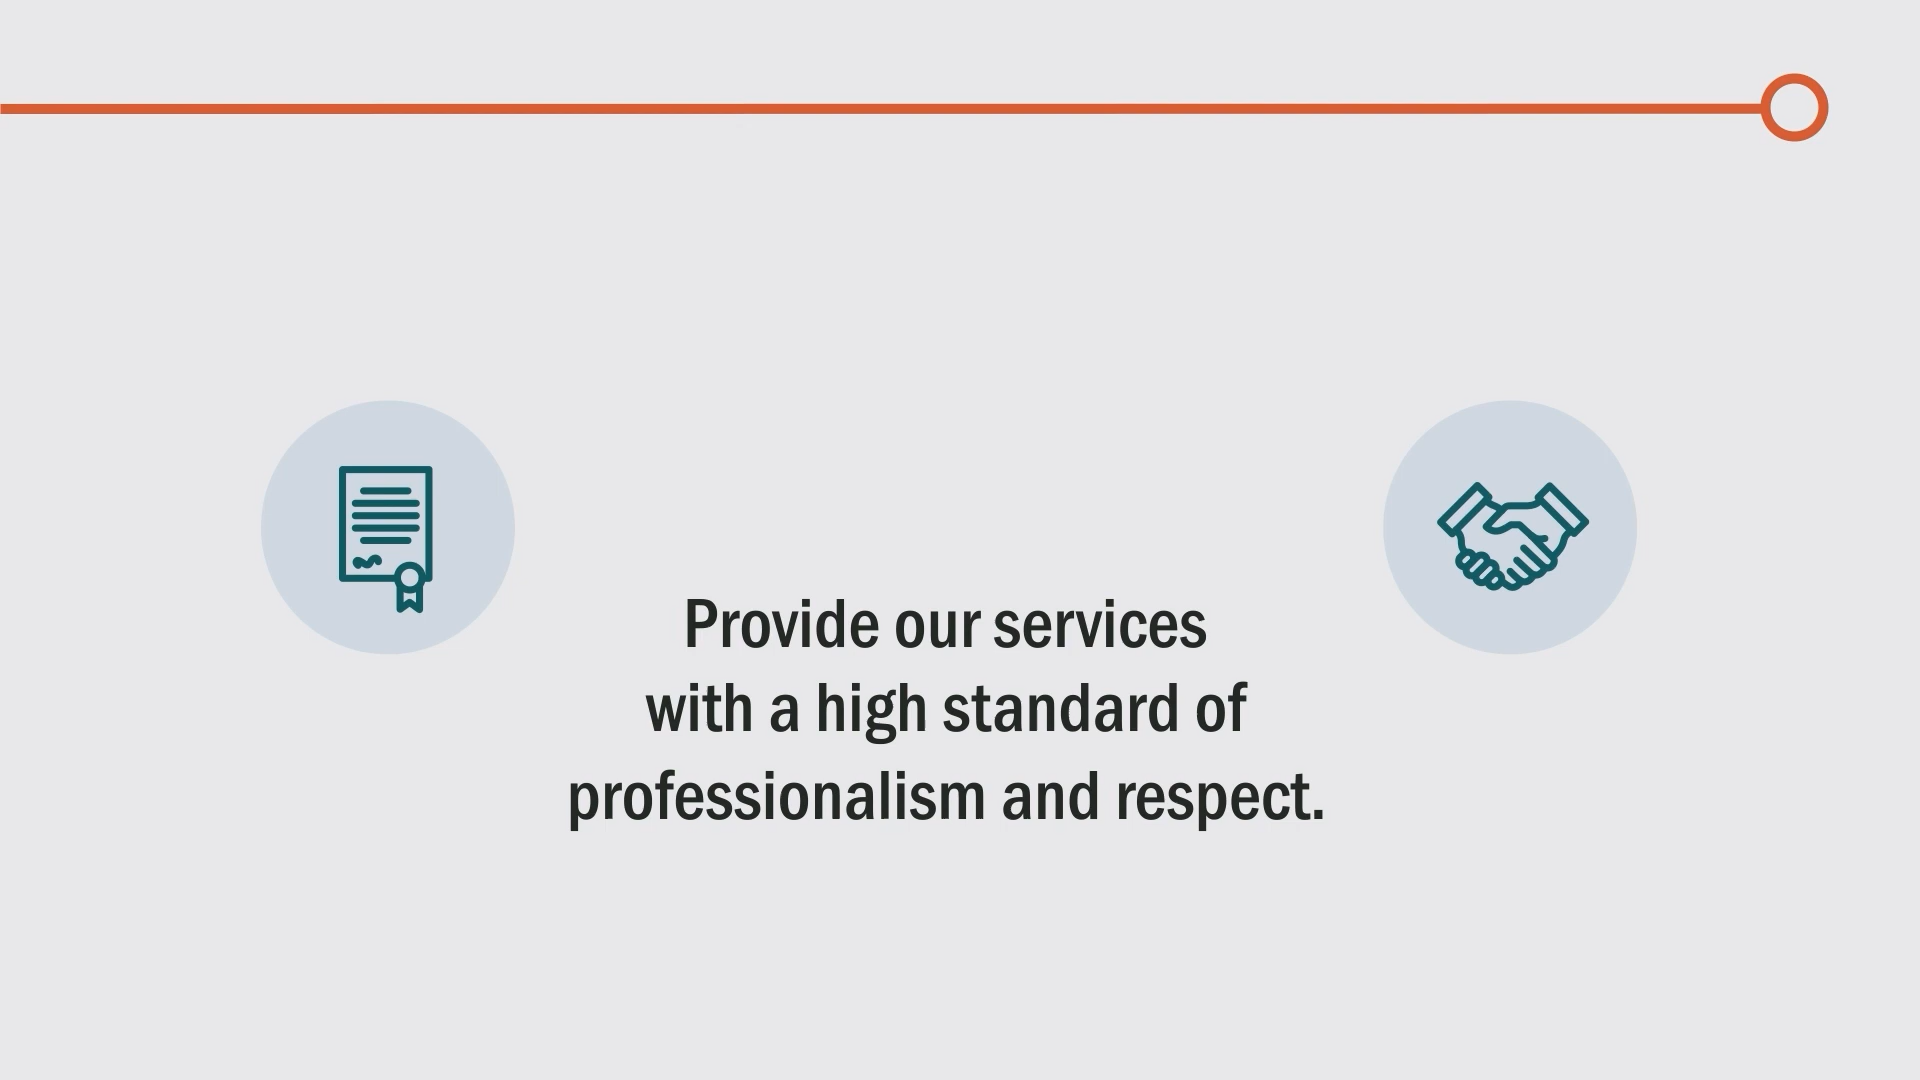 Provide our services
with a high standard of
professionalism and respect.